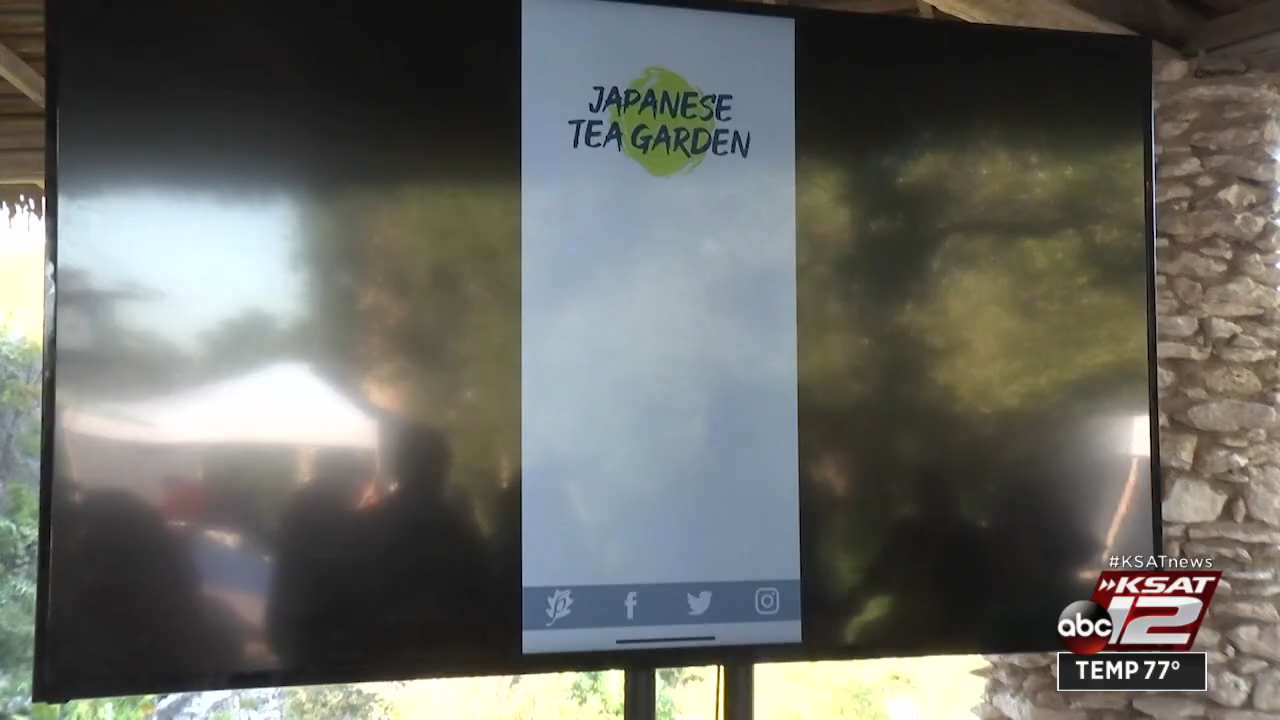 JAPANESE
TEA GARDEN
#KSATnews
KSAT
abc 12
TEMP 77°